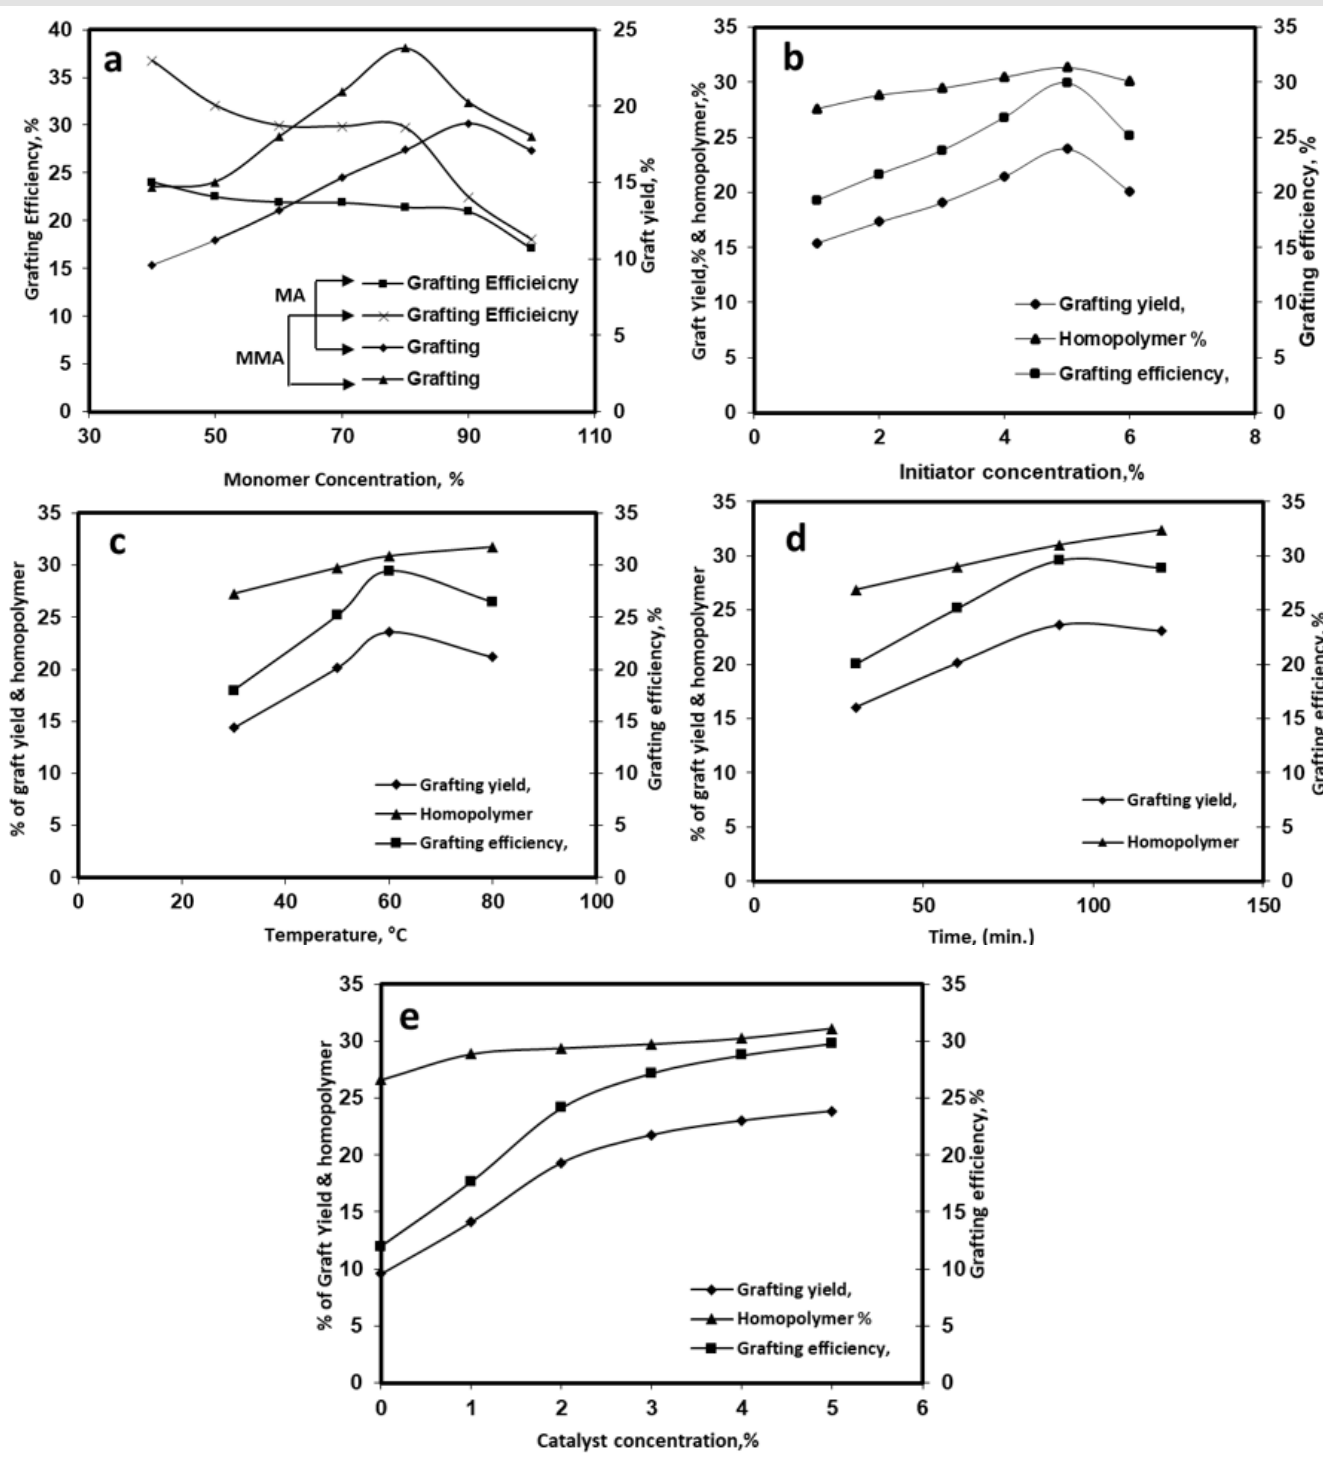 a
Grafting Efficiency, %
40
35
30
25
20
15
10
5
0
30
50
70
90
110
Monomer Concentration, %
25
20
15
10
5
0
Graft yield, %
MA
MMA
Grafting Efficieicny
Grafting Efficieicny
Grafting
Grafting
b
Graft Yield,% & homopolymer,%
35
30
25
20
15
10
5
0
0
2
4
6
8
Initiator concentration,%
35
30
25
20
15
10
5
0
Grafting efficiency, %
Grafting yield,
Homopolymer %
Grafting efficiency,
c
% of graft yield & homopolymer
35
30
25
20
15
10
5
0
0
20
40
60
80
100
Temperature, °C
35
30
25
20
15
10
5
0
Grafting efficiency, %
Grafting yield,
Homopolymer
Grafting efficiency,
d
% of graft yield & homopolymer
35
30
25
20
15
10
5
0
0
50
100
150
Time, (min.)
35
30
25
20
15
10
5
0
Grafting efficiency, %
Grafting yield,
Homopolymer
e
% of Graft Yield & homopolymer
35
30
25
20
15
10
5
0
0
1
2
3
4
5
6
Catalyst concentration,%
35
30
25
20
15
10
5
0
Grafting efficiency, %
Grafting yield,
Homopolymer %
Grafting efficiency,